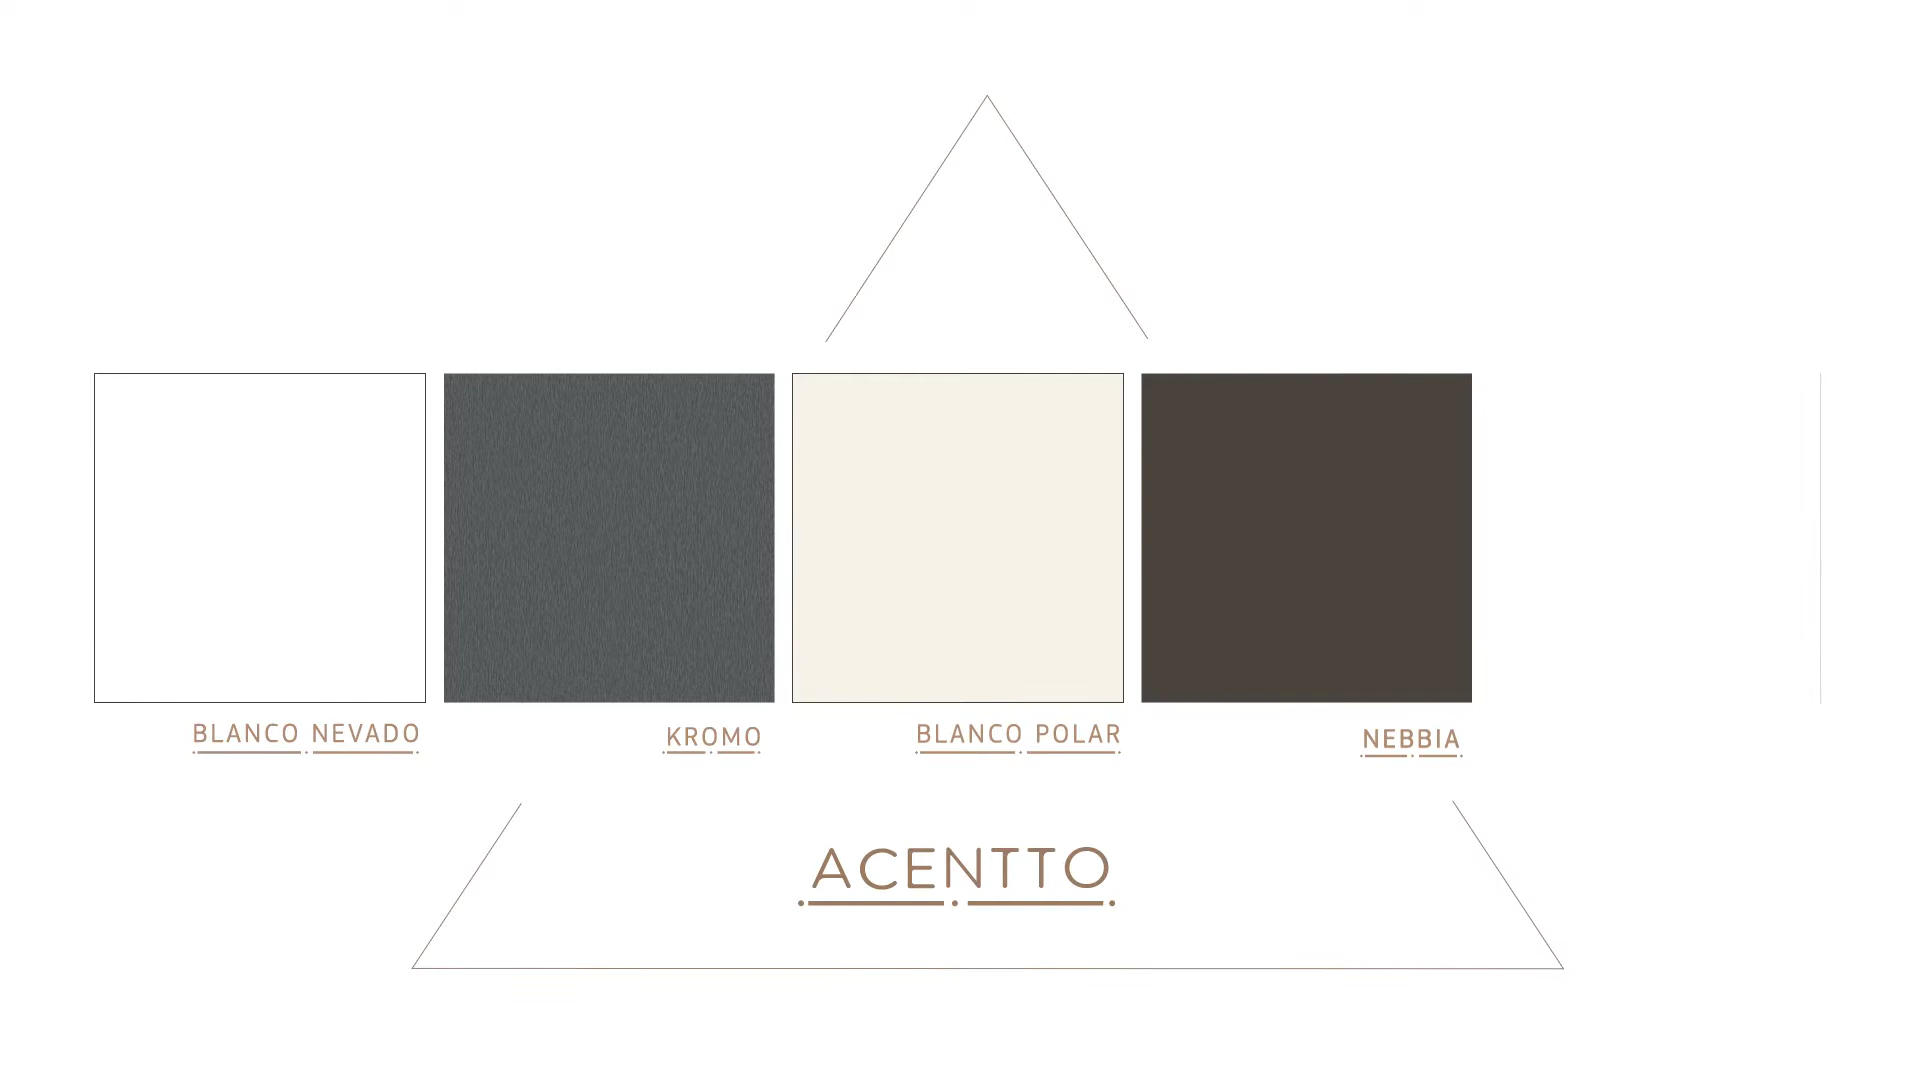 BLANCO NEVADO
KROMO
BLANCO POLAR
NEBBIA
ACENTTO